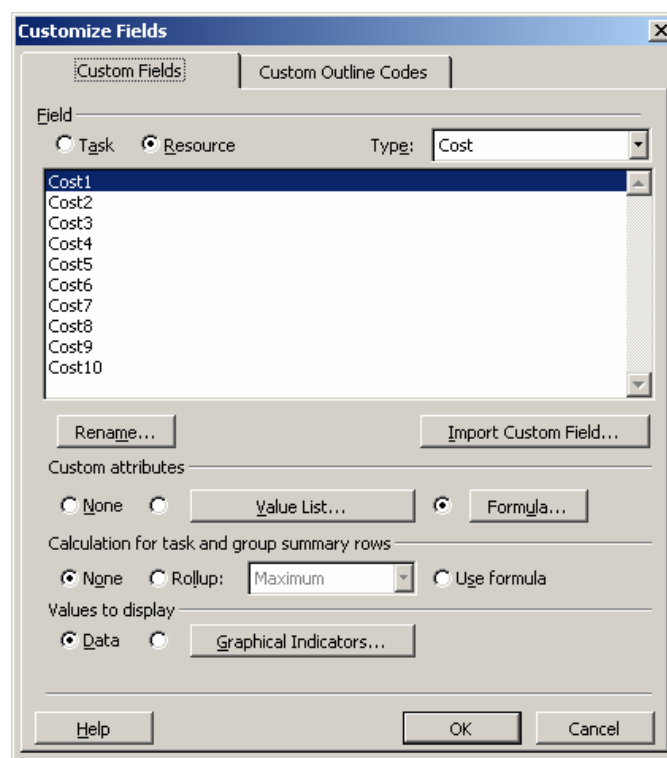 Customize Fields
Custom Fields Custom Outline Codes
Field
Task Resource Type: Cost
Cost1
Cost2
Cost3
Cost4
Cost5
Cost6
Cost7
Cost8
Cost9
Cost10
Rename... Import Custom Field...
Custom attributes
None Value List... Formula...
Calculation for task and group summary rows
None Rollup: Maximum Use formula
Values to display
Data Graphical Indicators...
Help OK Cancel